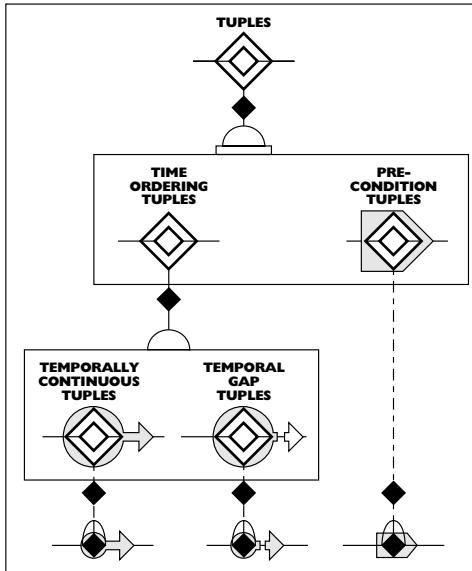 TUPLES
TIME
ORDERING
TUPLES
PRE-
CONDITION
TUPLES
TEMPORALLY
CONTINUOUS
TUPLES
TEMPORAL
GAP
TUPLES